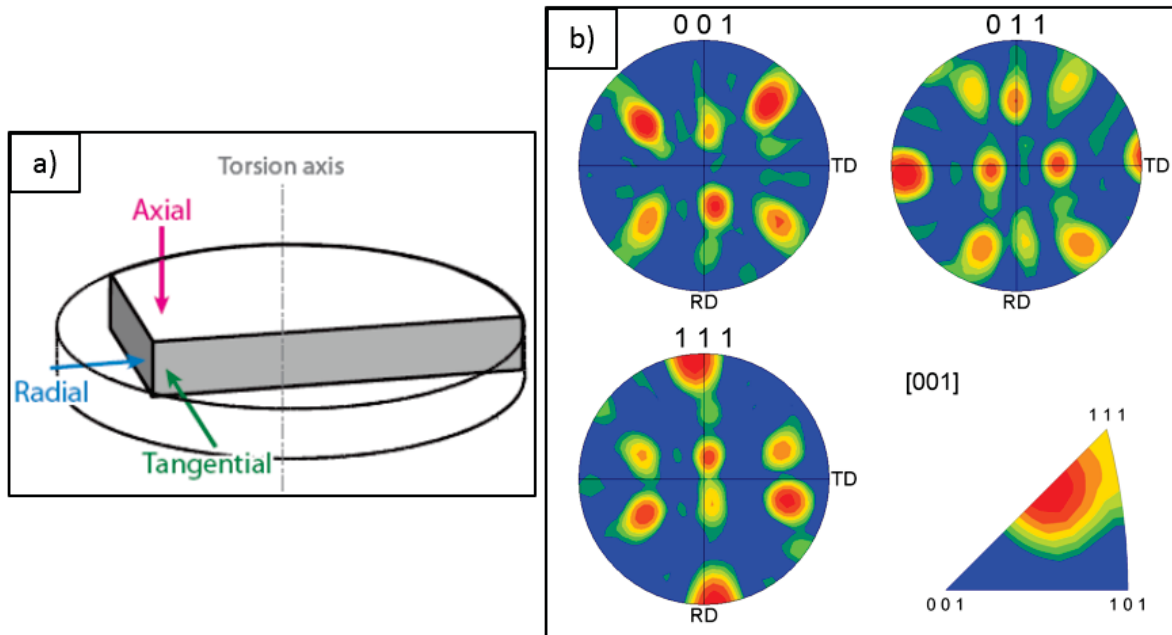 a)
Torsion axis
Axial
Radial
Tangential
b)
0 0 1
TD
RD
0 1 1
TD
RD
1 1 1
TD
RD
[001]
1 1 1
0 0 1
1 0 1